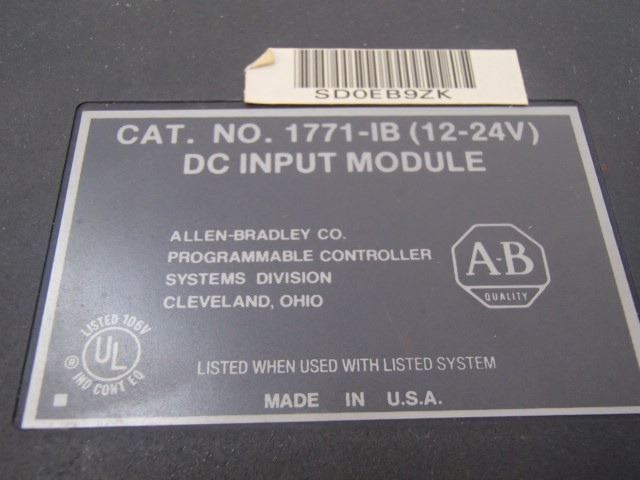 SD0EB9ZK
CAT. NO. 1771-IB (12-24V)
DC INPUT MODULE
ALLEN-BRADLEY CO.
PROGRAMMABLE CONTROLLER
SYSTEMS DIVISION
CLEVELAND, OHIO
A-B
QUALITY
LISTED 106V
UL
®
IND CONT EQ
LISTED WHEN USED WITH LISTED SYSTEM
MADE IN U.S.A.